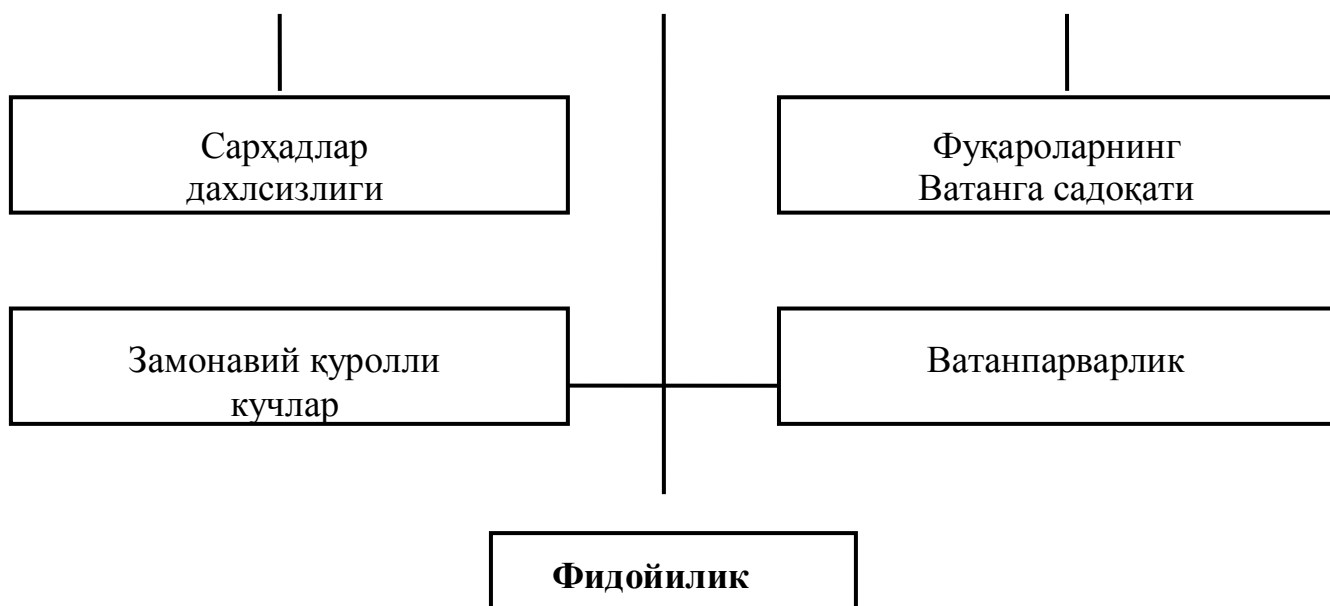 Сарҳадлар
дахлсизлиги
Фуқароларнинг
Ватанга садоқати
Замонавий қуролли
кучлар
Ватанпарварлик
Фидойилик